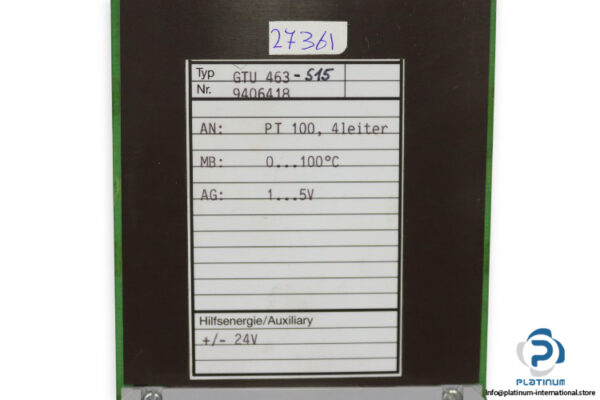 27361
Typ GTU 463-S15
Nr. 9406418
AN: PT 100, 4leiter
MB: 0...100°C
AG: 1...5V
Hilfsenergie/Auxiliary
+/- 24V
PLATINUM
info@platinum-international.store